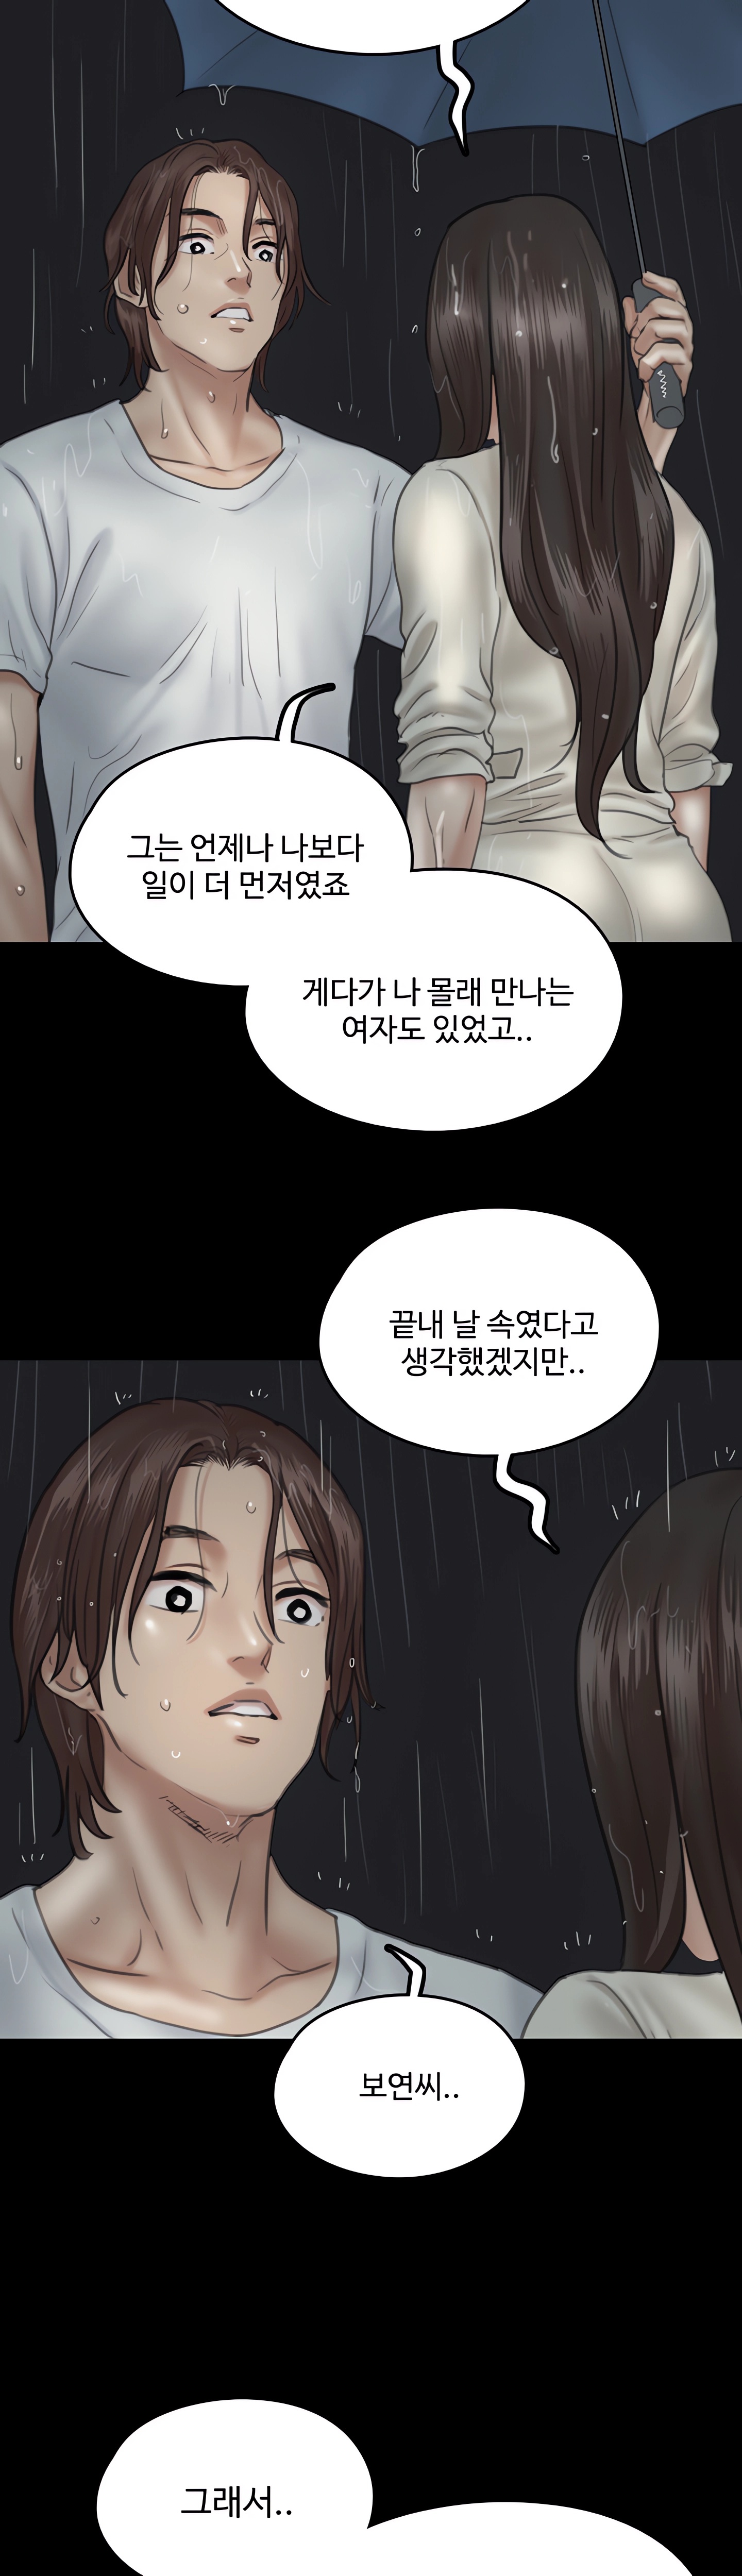 그는 언제나 나보다
일이 더 먼저였죠
게다가 나 몰래 만나는
여자도 있었고..
끝내 날 속였다고
생각했겠지만..
보연씨..
그래서..